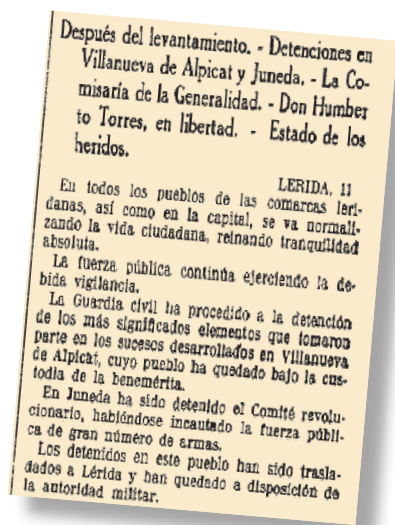 Después del levantamiento. - Detenciones en
Villanueva de Alpicat y Juneda. - La Co-
misaría de la Generalidad. - Don Humber
to Torres, en libertad. - Estado de los
heridos.
LERIDA, 11
En todos los pueblos de las comarcas leri-
danas, así como en la capital, se va normali-
zando la vida ciudadana, reinando tranquilidad
absoluta.
La fuerza pública continúa ejerciendo la de-
bida vigilancia.
La Guardia civil ha procedido a la detención
de los más significados elementos que tomaron
parte en los sucesos desarrollados en Villanueva
de Alpicat, cuyo pueblo ha quedado bajo la cus-
todia de la benemérita.
En Juneda ha sido detenido el Comité revolu-
cionario, habiéndose incautado la fuerza públi-
ca de gran número de armas.
Los detenidos en este pueblo han sido trasla-
dados a Lérida y han quedado a disposición de
la autoridad militar.